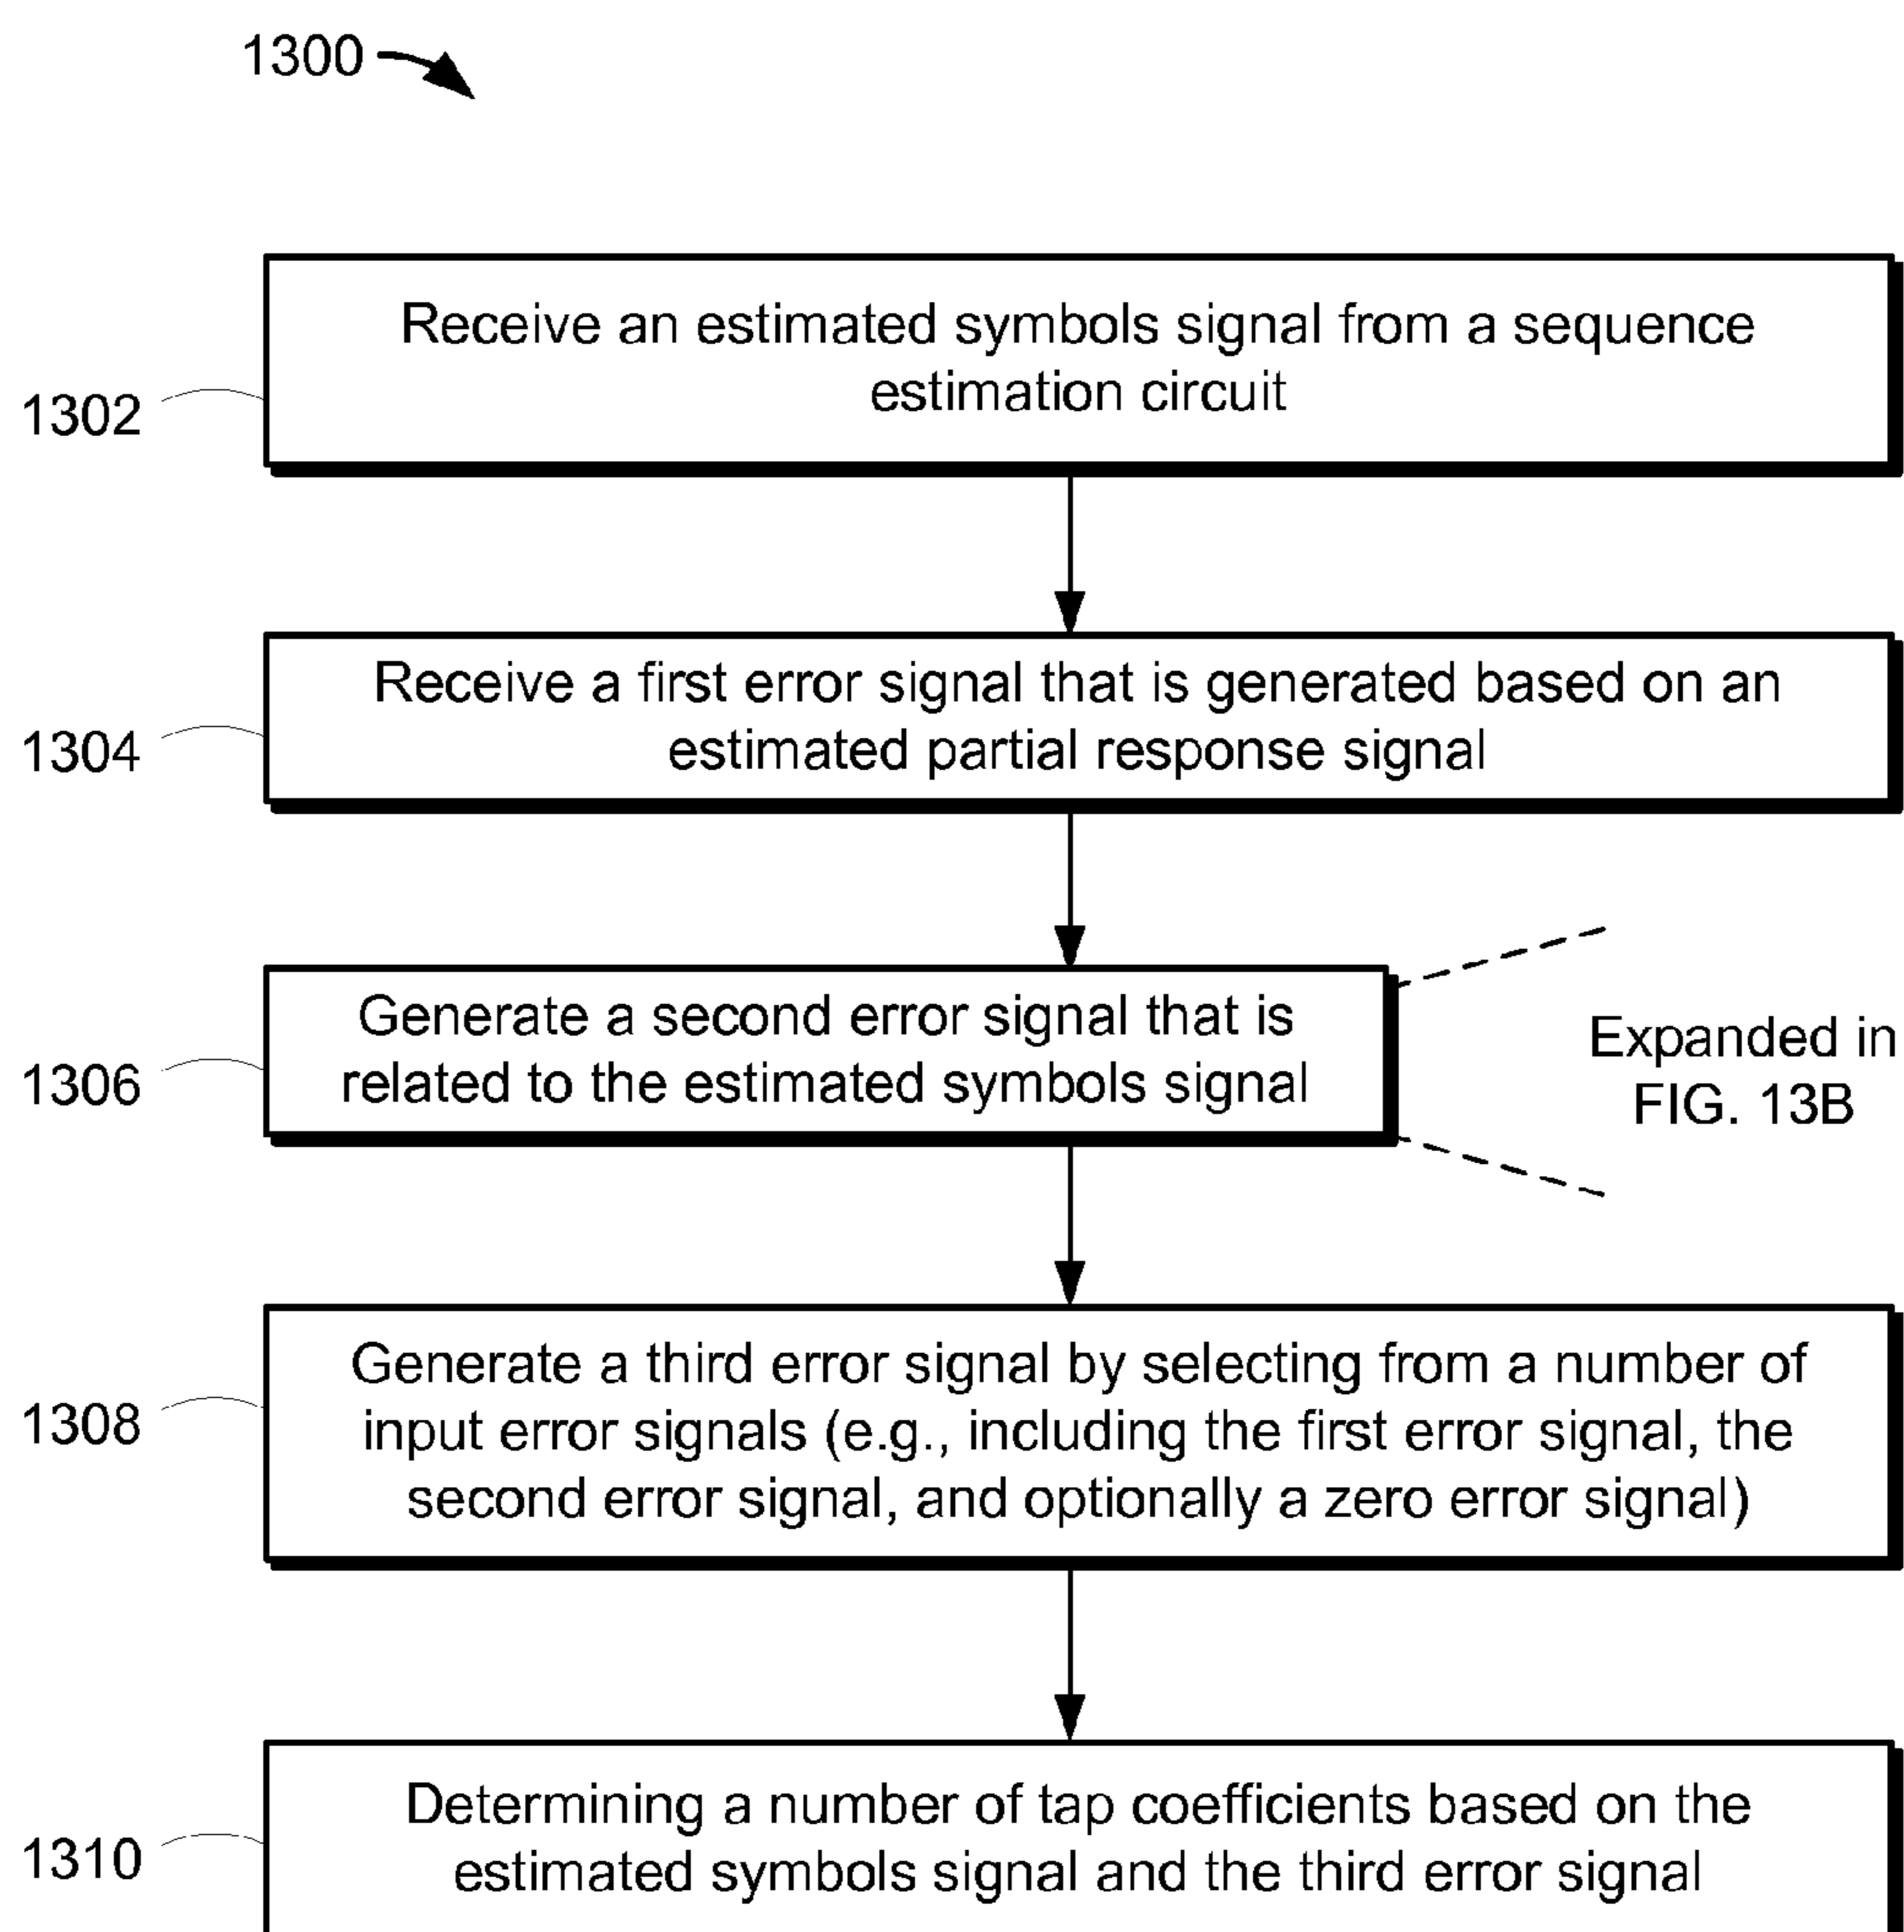 1300
Receive an estimated symbols signal from a sequence
estimation circuit
1302
Receive a first error signal that is generated based on an
estimated partial response signal
1304
Generate a second error signal that is
related to the estimated symbols signal
1306
Expanded in
FIG. 13B
Generate a third error signal by selecting from a number of
input error signals (e.g., including the first error signal, the
second error signal, and optionally a zero error signal)
1308
Determining a number of tap coefficients based on the
estimated symbols signal and the third error signal
1310